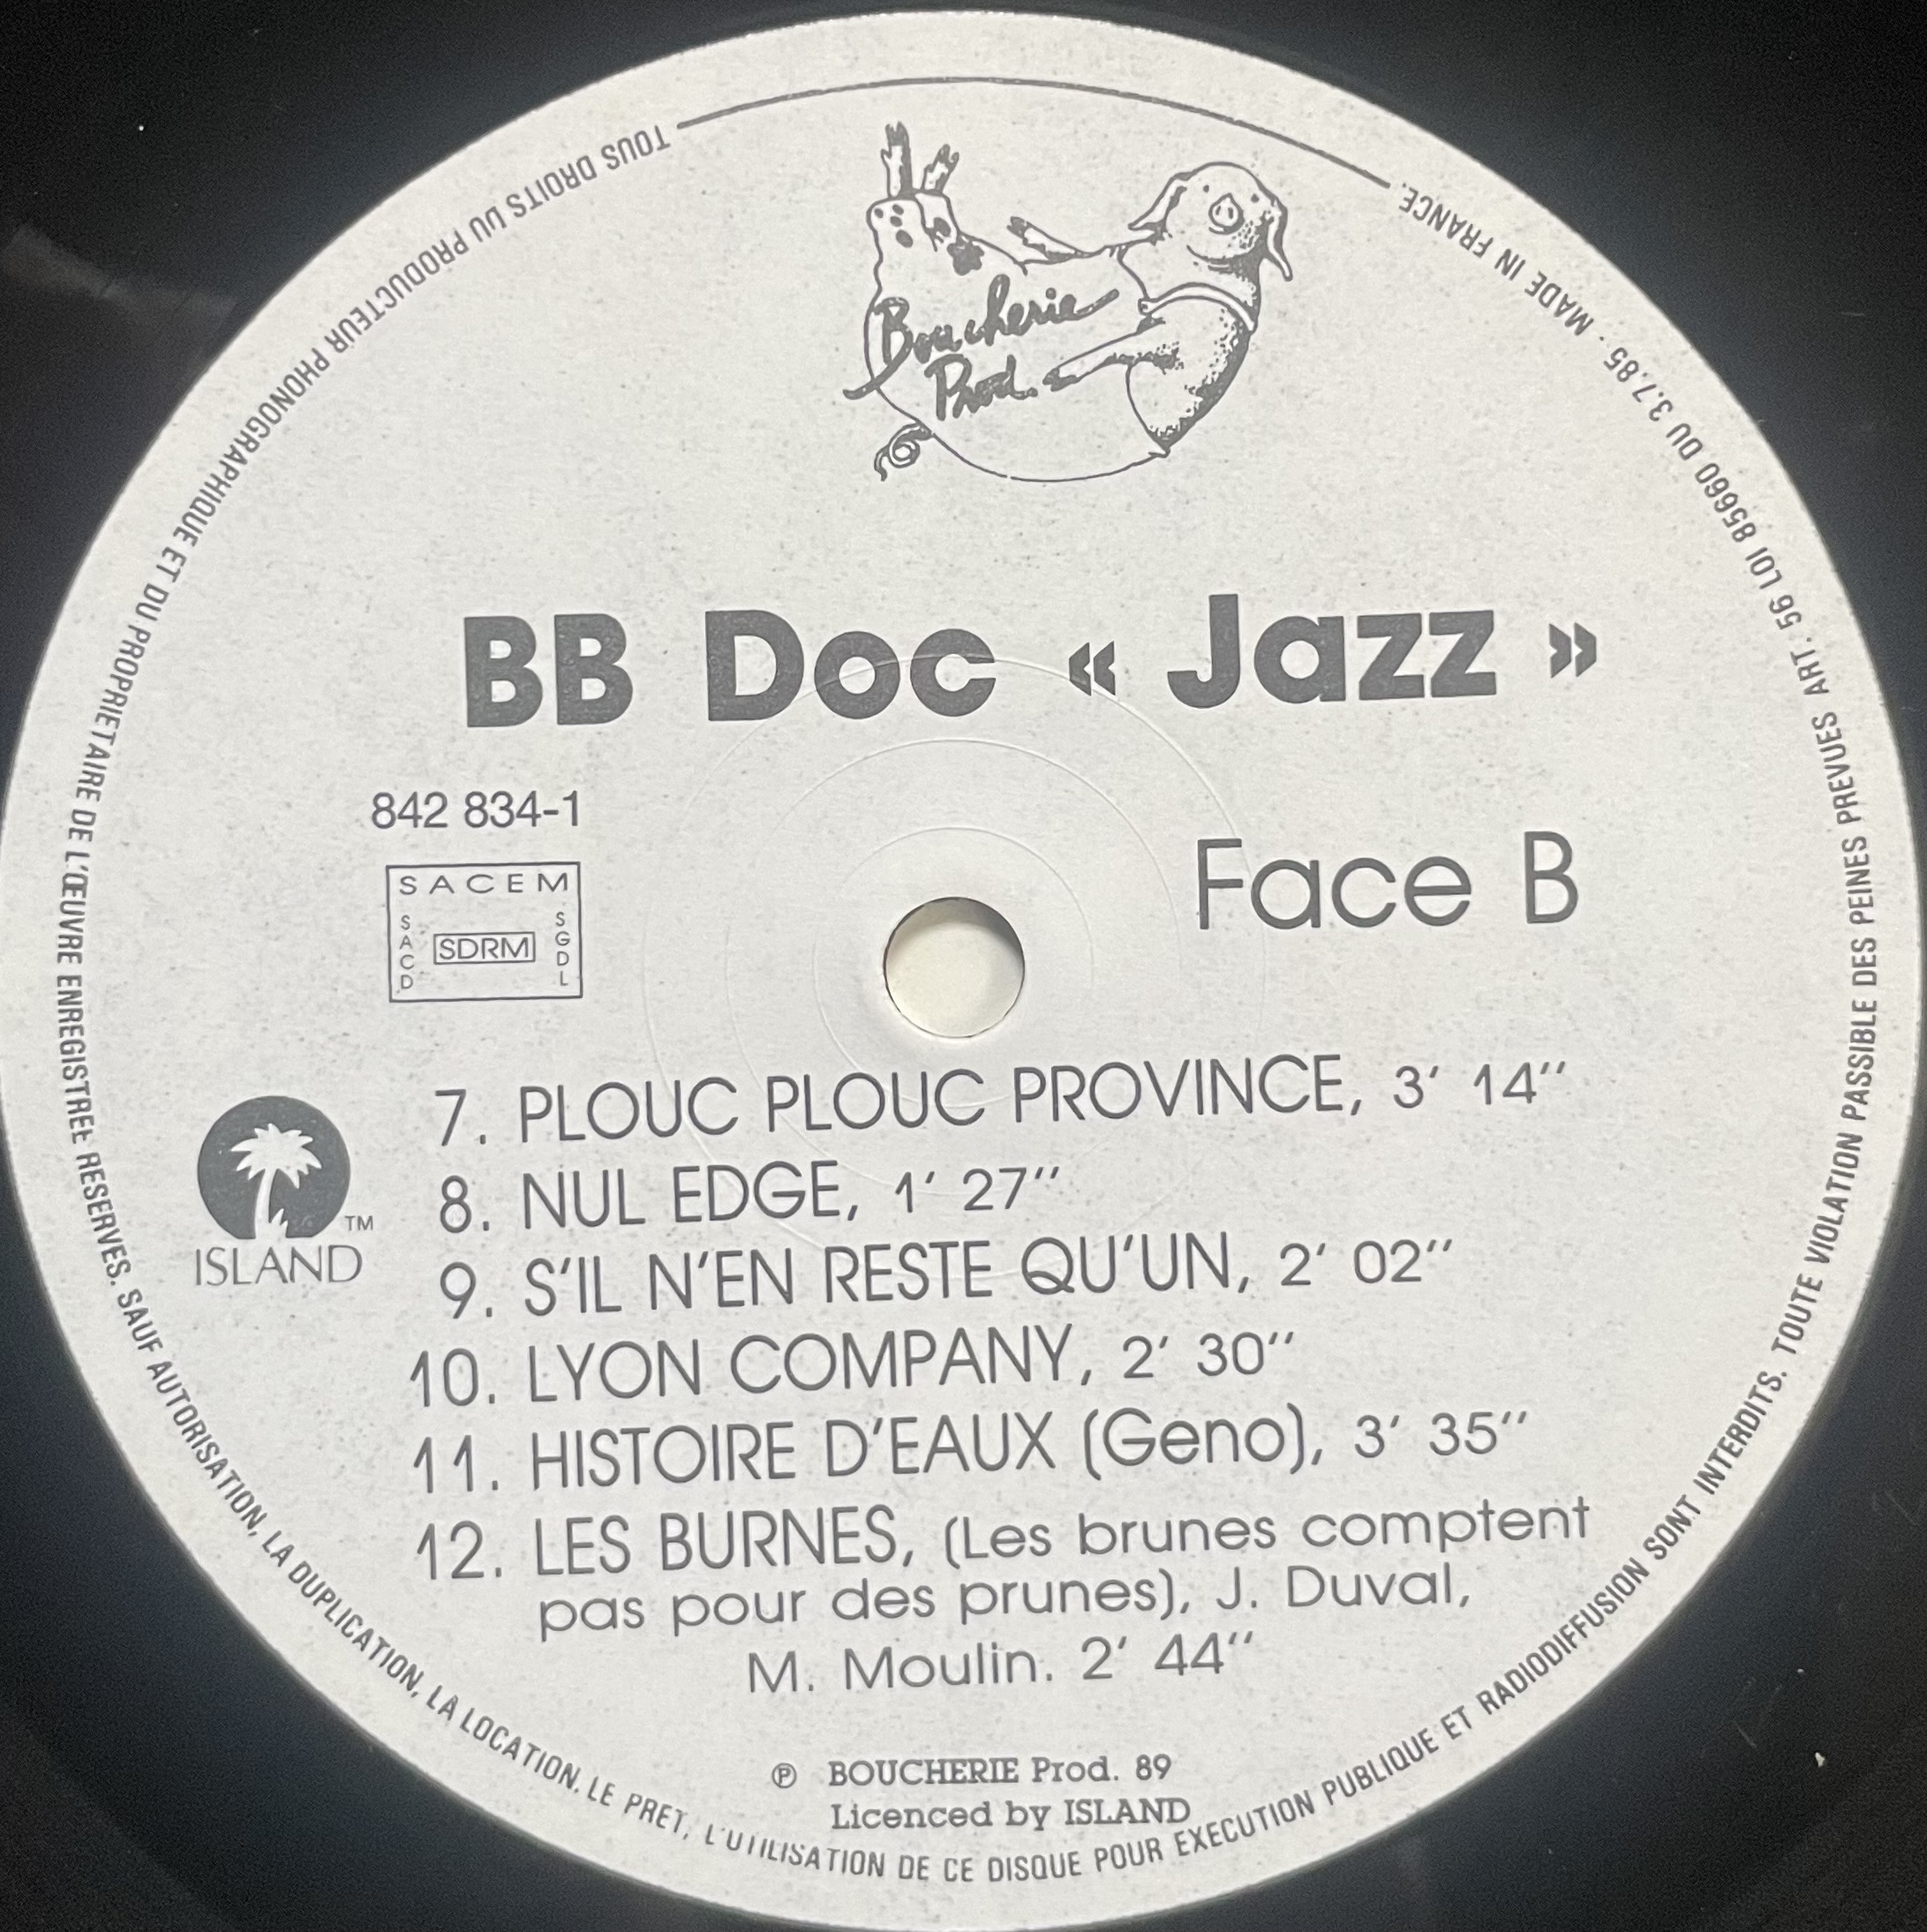 Boucherie
Prod.
BB Doc « Jazz »
842 834-1
Face B
SACEM
SACD
SDRM
SGDL
7. PLOUC PLOUC PROVINCE, 3' 14''
8. NUL EDGE, 1' 27''
9. S'IL N'EN RESTE QU'UN, 2' 02''
10. LYON COMPANY, 2' 30''
11. HISTOIRE D'EAUX (Geno), 3' 35''
12. LES BURNES, (Les brunes comptent
pas pour des prunes), J. Duval,
M. Moulin. 2' 44''
TM
ISLAND
℗ BOUCHERIE Prod. 89
Licenced by ISLAND
TOUS DROITS DU PRODUCTEUR PHONOGRAPHIQUE ET DU PROPRIETAIRE DE L'ŒUVRE ENREGISTREE RESERVES. SAUF AUTORISATION, LA DUPLICATION, LA LOCATION, LE PRET, L'UTILISATION DE CE DISQUE POUR EXECUTION PUBLIQUE ET RADIODIFFUSION SONT INTERDITS. TOUTE VIOLATION PASSIBLE DES PEINES PREVUES ART. 56 LOI 85660 DU 3.7.85 · MADE IN FRANCE.